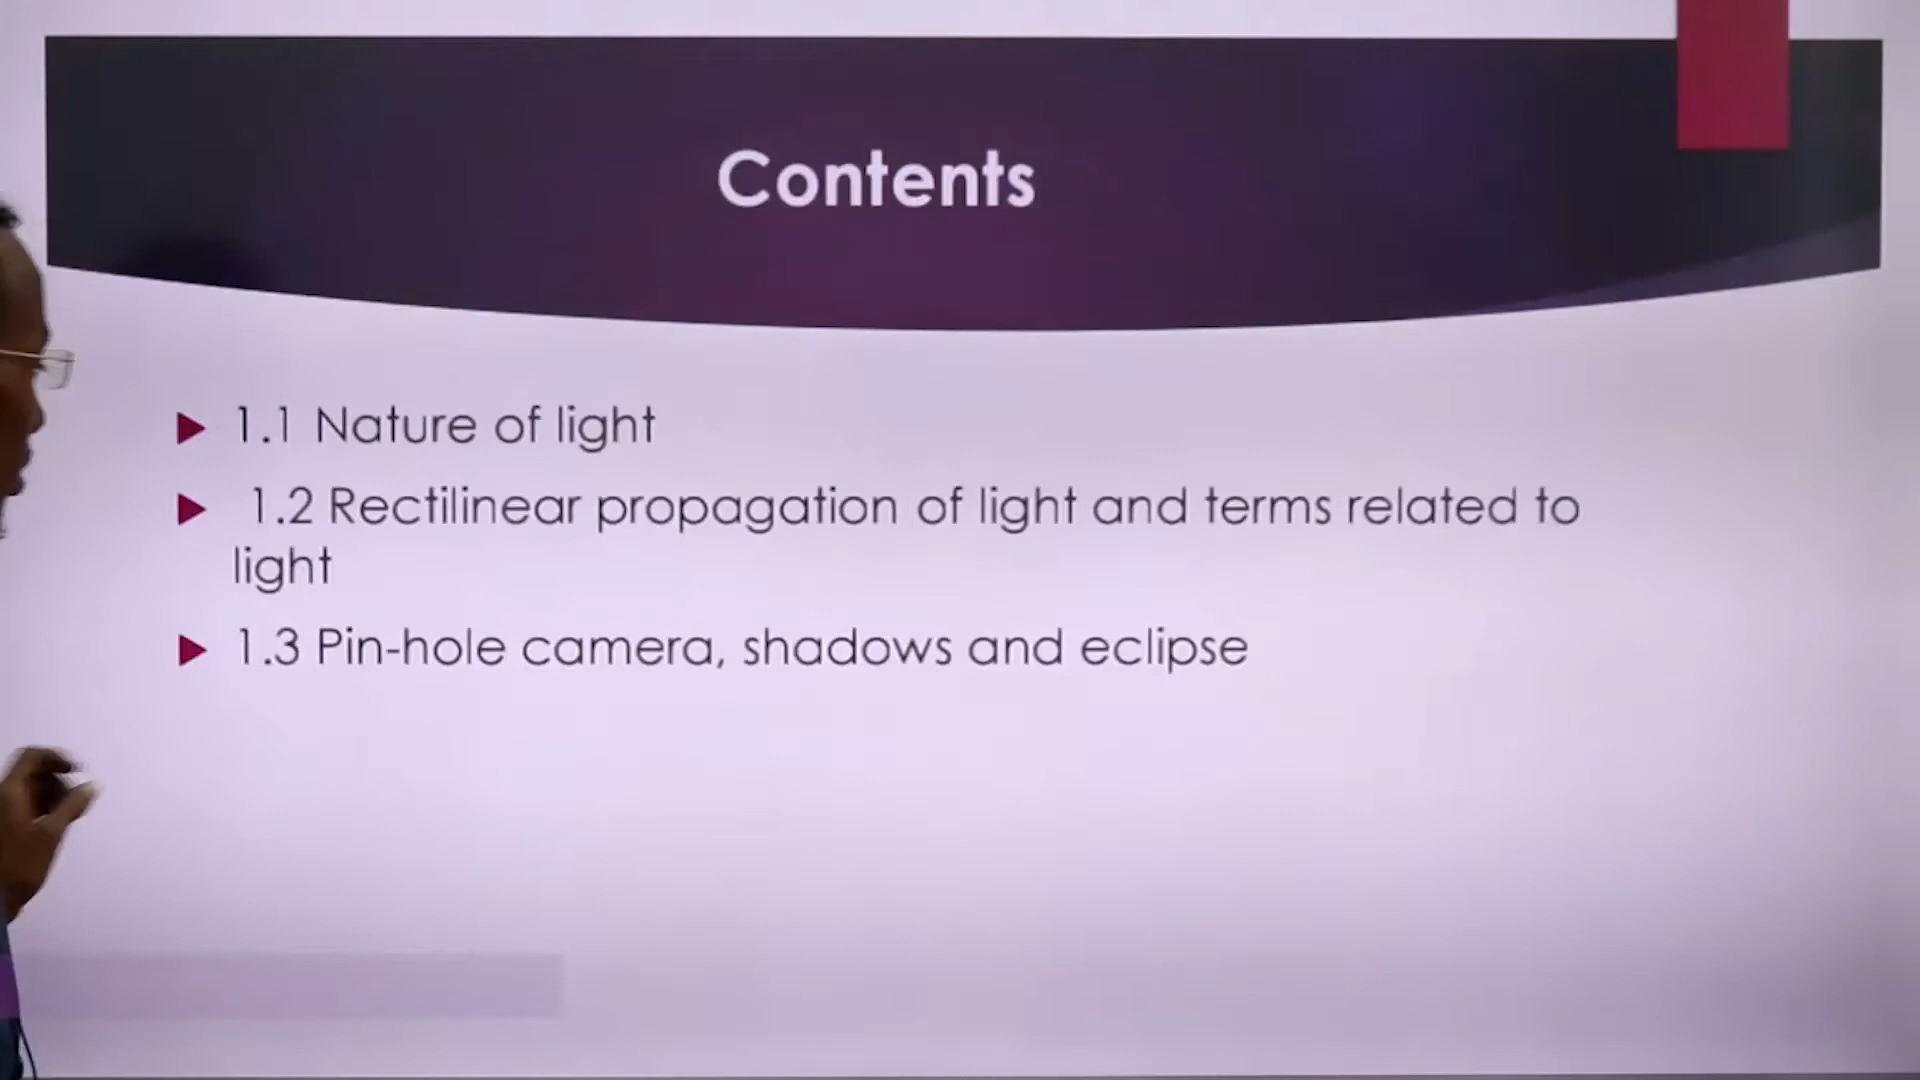 Contents
1.1 Nature of light
1.2 Rectilinear propagation of light and terms related to
light
1.3 Pin-hole camera, shadows and eclipse